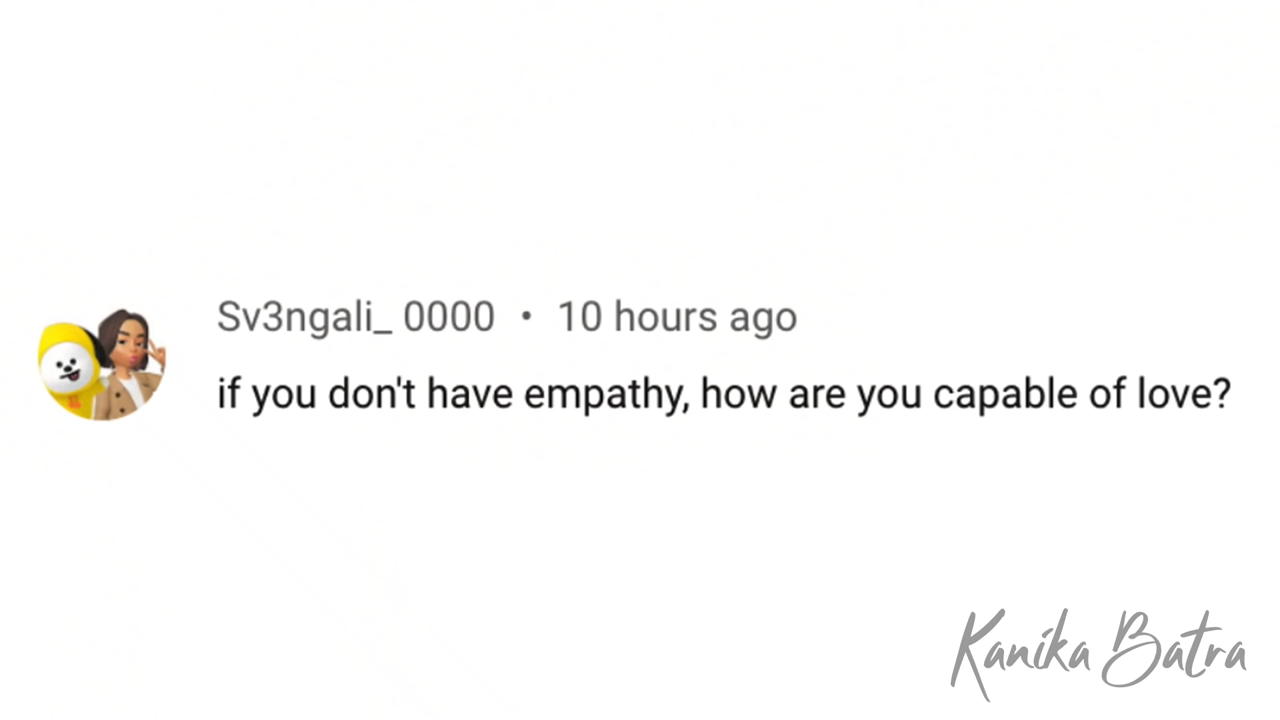 Sv3ngali_ 0000 • 10 hours ago
if you don't have empathy, how are you capable of love?
Kanika Batra